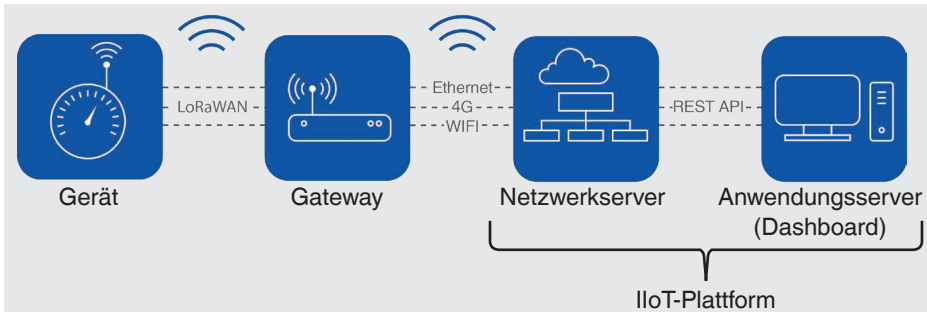 LoRaWAN
Ethernet
4G
WIFI
REST API
Gerät
Gateway
Netzwerkserver
Anwendungsserver
(Dashboard)
IIoT-Plattform